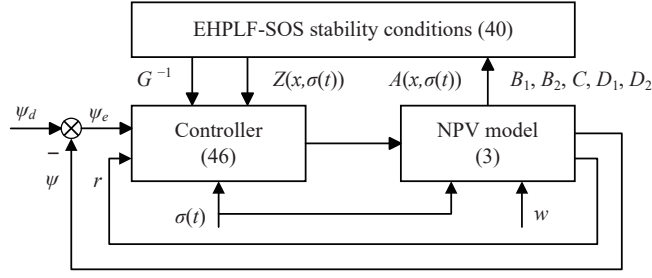 EHPLF-SOS stability conditions (40)
G⁻¹ Z(x,σ(t)) A(x,σ(t)) B₁, B₂, C, D₁, D₂
ψd ψe Controller NPV model
(46) (3)
−
ψ r
σ(t) w